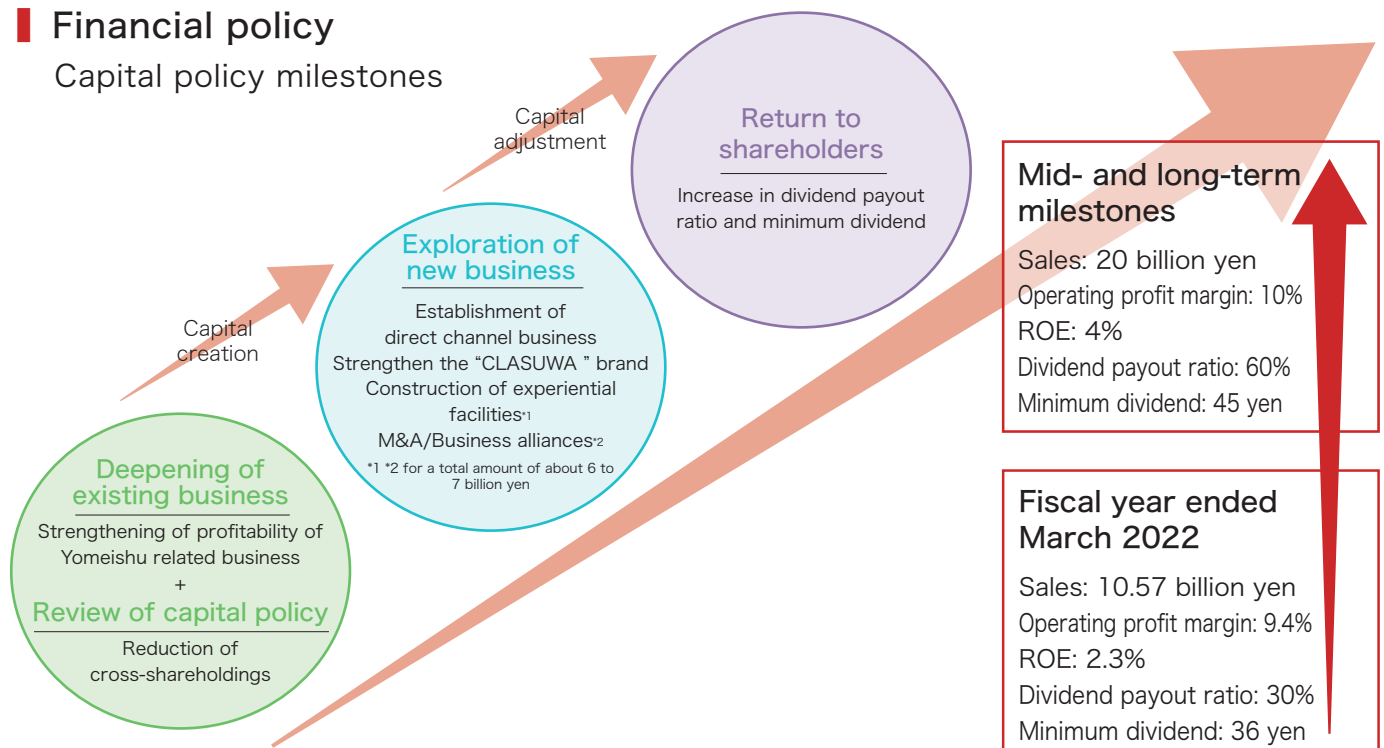 Financial policy
Capital policy milestones
Capital
adjustment
Return to
shareholders
Increase in dividend payout
ratio and minimum dividend
Capital
creation
Exploration of
new business
Establishment of
direct channel business
Strengthen the “CLASUWA ” brand
Construction of experiential
facilities*1
M&A/Business alliances*2
*1 *2 for a total amount of about 6 to
7 billion yen
Deepening of
existing business
Strengthening of profitability of
Yomeishu related business
+
Review of capital policy
Reduction of
cross-shareholdings
Mid- and long-term
milestones
Sales: 20 billion yen
Operating profit margin: 10%
ROE: 4%
Dividend payout ratio: 60%
Minimum dividend: 45 yen
Fiscal year ended
March 2022
Sales: 10.57 billion yen
Operating profit margin: 9.4%
ROE: 2.3%
Dividend payout ratio: 30%
Minimum dividend: 36 yen